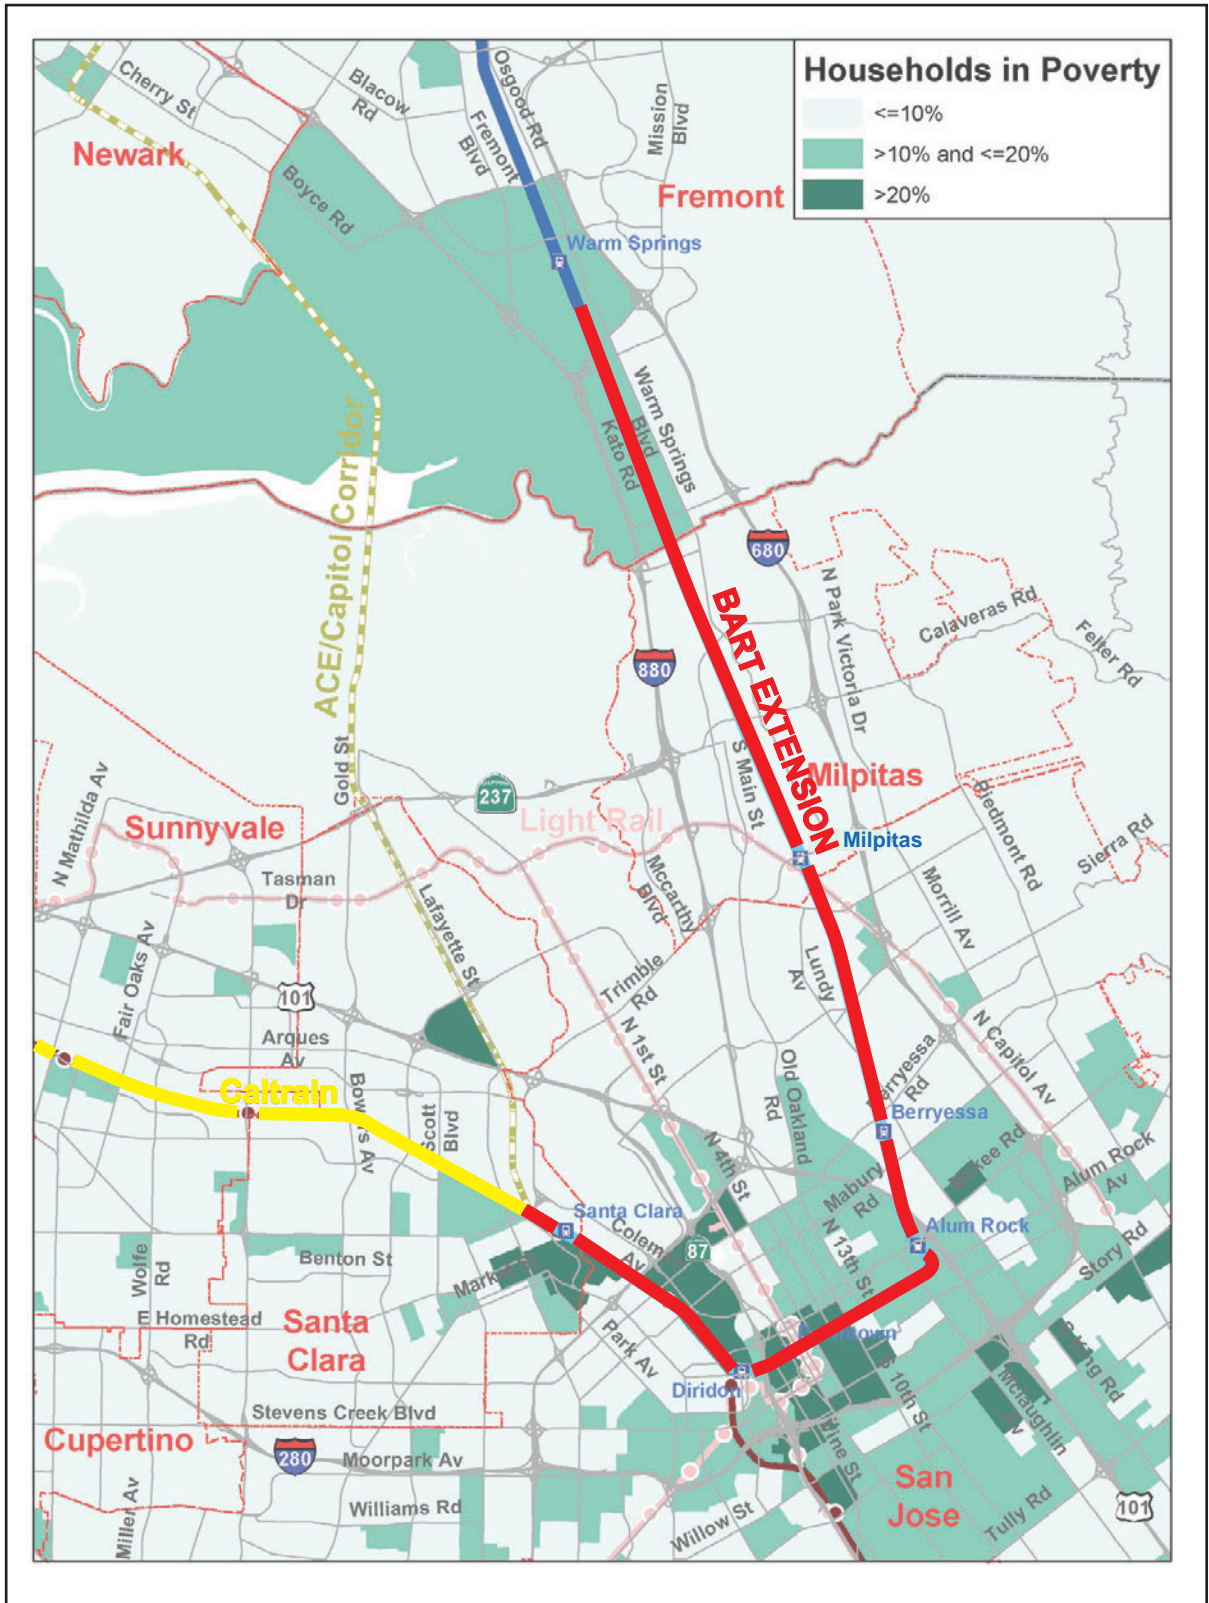 Households in Poverty
<=10%
>10% and <=20%
>20%
Cherry St
Blacow
Rd
Osgood Rd
Fremont
Blvd
Mission
Blvd
Newark
Boyce Rd
Fremont
Warm Springs
Warm Springs
Blvd
Kato Rd
ACE/Capitol Corridor
680
BART EXTENSION
N Park Victoria Dr
Calaveras Rd
Felter Rd
880
Gold St
S Main St
Milpitas
237
Light Rail
Milpitas
N Mathilda Av
Sunnyvale
Piedmont Rd
Sierra Rd
Tasman
Dr
Lafayette St
Mccarthy
Blvd
Morrill Av
Fair Oaks Av
Lundy
Av
Trimble
Rd
101
Arques
Av
N 1st St
N Capitol Av
Caltrain
Old Oakland
Rd
Berryessa
Rd
Berryessa
Scott
Blvd
N 4th St
Mabury
Rd
Alum Rock
Av
Santa Clara
Alum Rock
Colem
Av
87
N 13th St
Story Rd
Wolfe
Rd
Benton St
E Homestead
Rd
Santa
Clara
Park Av
Diridon
S 10th St
Mclaughlin
Av
Stevens Creek Blvd
Cupertino
280
Moorpark Av
San
Jose
Miller Av
Williams Rd
Willow St
Tully Rd
101